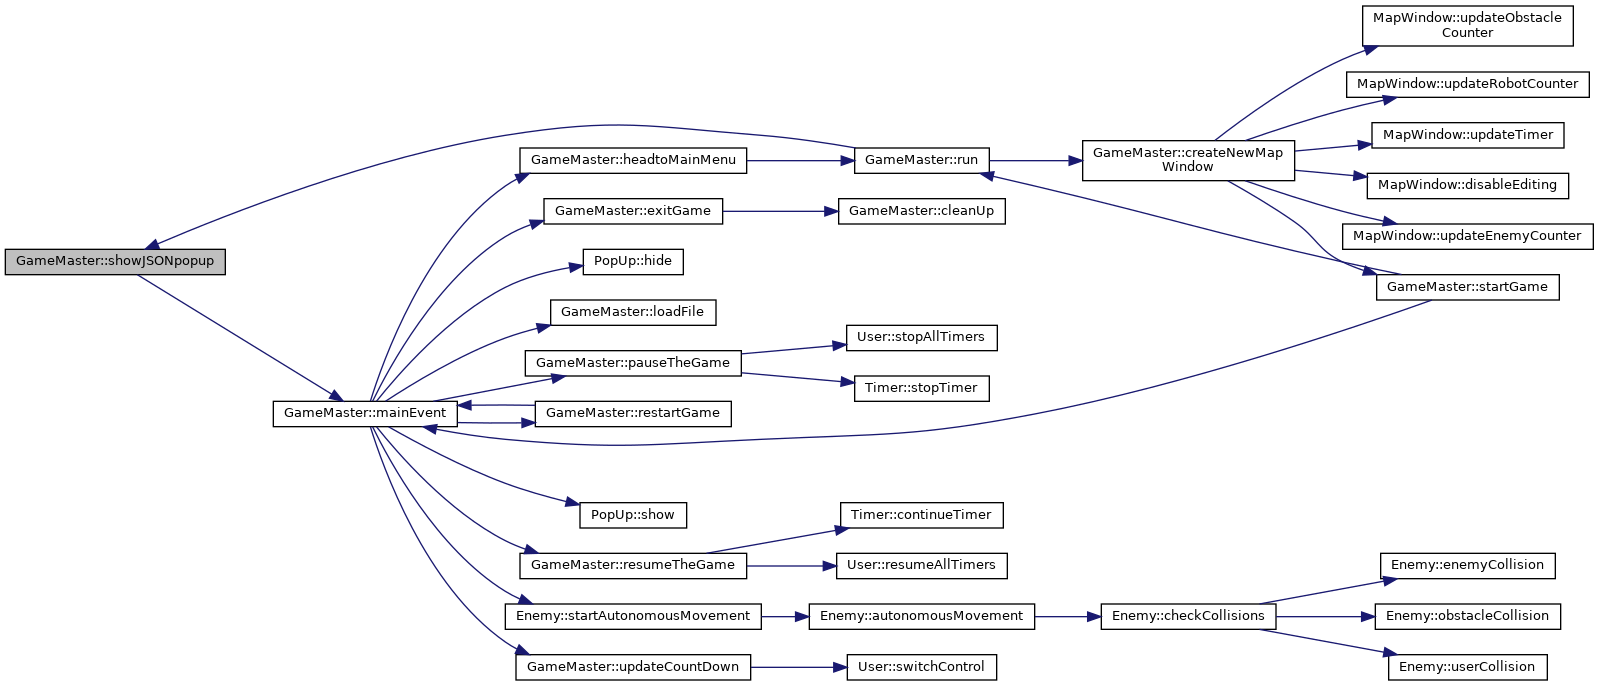 MapWindow::updateObstacle
Counter
MapWindow::updateRobotCounter
MapWindow::updateTimer
GameMaster::headtoMainMenu
GameMaster::run
GameMaster::createNewMap
Window
MapWindow::disableEditing
GameMaster::exitGame
GameMaster::cleanUp
MapWindow::updateEnemyCounter
GameMaster::showJSONpopup
PopUp::hide
GameMaster::startGame
GameMaster::loadFile
User::stopAllTimers
GameMaster::pauseTheGame
Timer::stopTimer
GameMaster::mainEvent
GameMaster::restartGame
PopUp::show
Timer::continueTimer
GameMaster::resumeTheGame
User::resumeAllTimers
Enemy::enemyCollision
Enemy::startAutonomousMovement
Enemy::autonomousMovement
Enemy::checkCollisions
Enemy::obstacleCollision
GameMaster::updateCountDown
User::switchControl
Enemy::userCollision